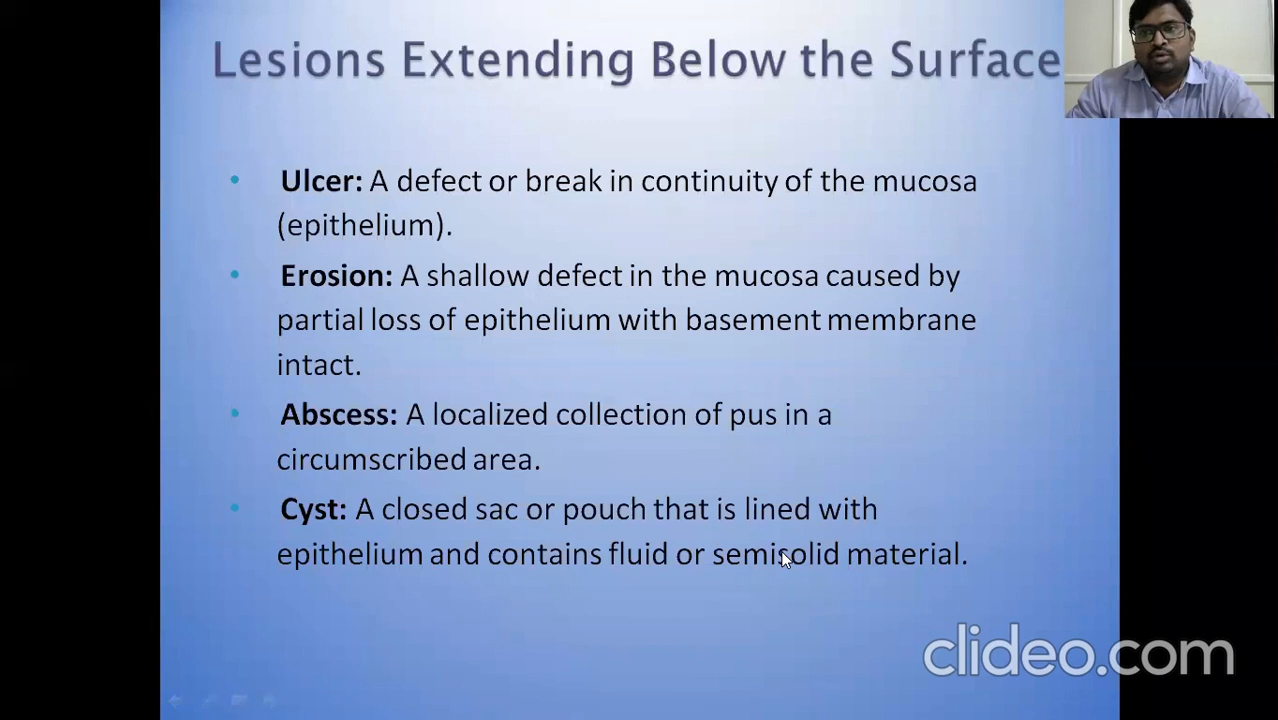 Lesions Extending Below the Surface
• Ulcer: A defect or break in continuity of the mucosa
(epithelium).
• Erosion: A shallow defect in the mucosa caused by
partial loss of epithelium with basement membrane
intact.
• Abscess: A localized collection of pus in a
circumscribed area.
• Cyst: A closed sac or pouch that is lined with
epithelium and contains fluid or semisolid material.
clideo.com